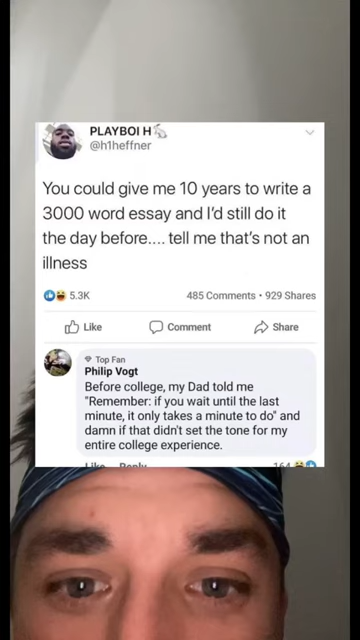 PLAYBOI H🐇
@h1heffner
You could give me 10 years to write a
3000 word essay and I'd still do it
the day before.... tell me that's not an
illness
5.3K 485 Comments • 929 Shares
Like Comment Share
Top Fan
Philip Vogt
Before college, my Dad told me
"Remember: if you wait until the last
minute, it only takes a minute to do" and
damn if that didn't set the tone for my
entire college experience.
Like Reply 164